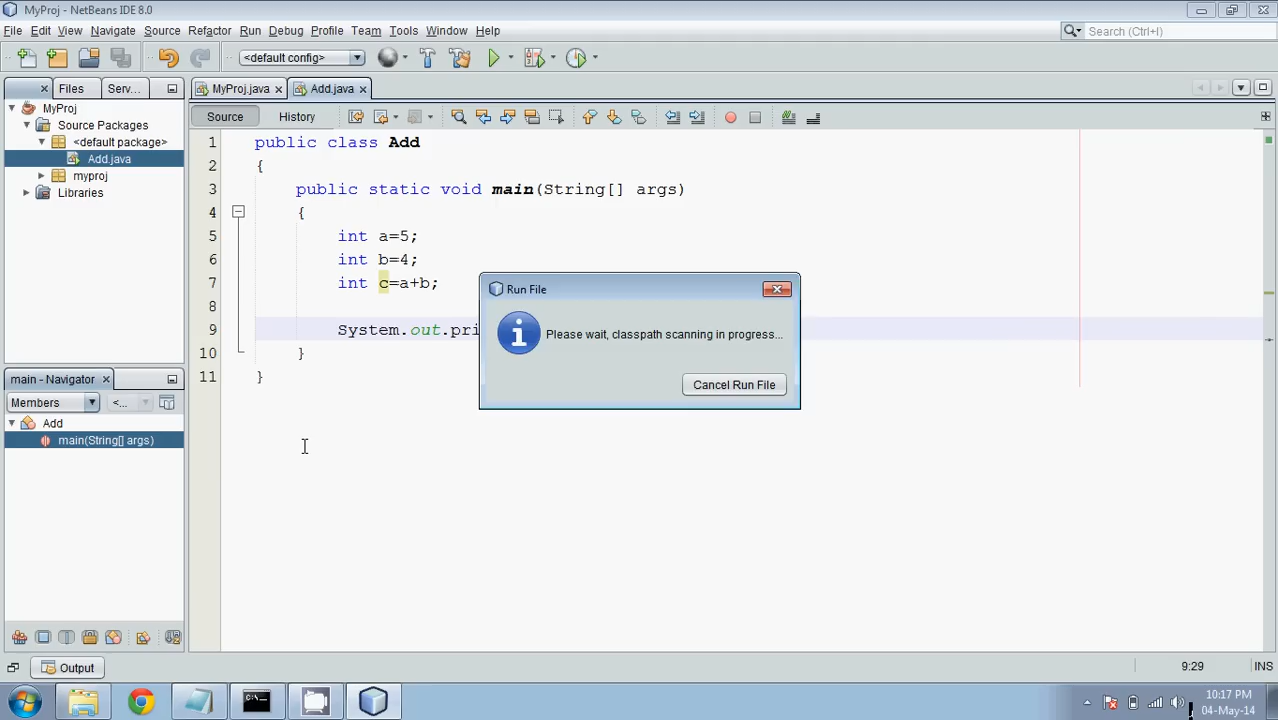 MyProj - NetBeans IDE 8.0
File Edit View Navigate Source Refactor Run Debug Profile Team Tools Window Help
Search (Ctrl+I)
<default config>
Files Serv...
MyProj.java
Add.java
MyProj
Source Packages
<default package>
Add.java
myproj
Libraries
Source History
1 public class Add
2 {
3 public static void main(String[] args)
4 {
5 int a=5;
6 int b=4;
7 int c=a+b;
8
9 System.out.pri
10 }
11 }
Run File
Please wait, classpath scanning in progress...
Cancel Run File
main - Navigator
Members <...
Add
main(String[] args)
Output
9:29 INS
10:17 PM
04-May-14